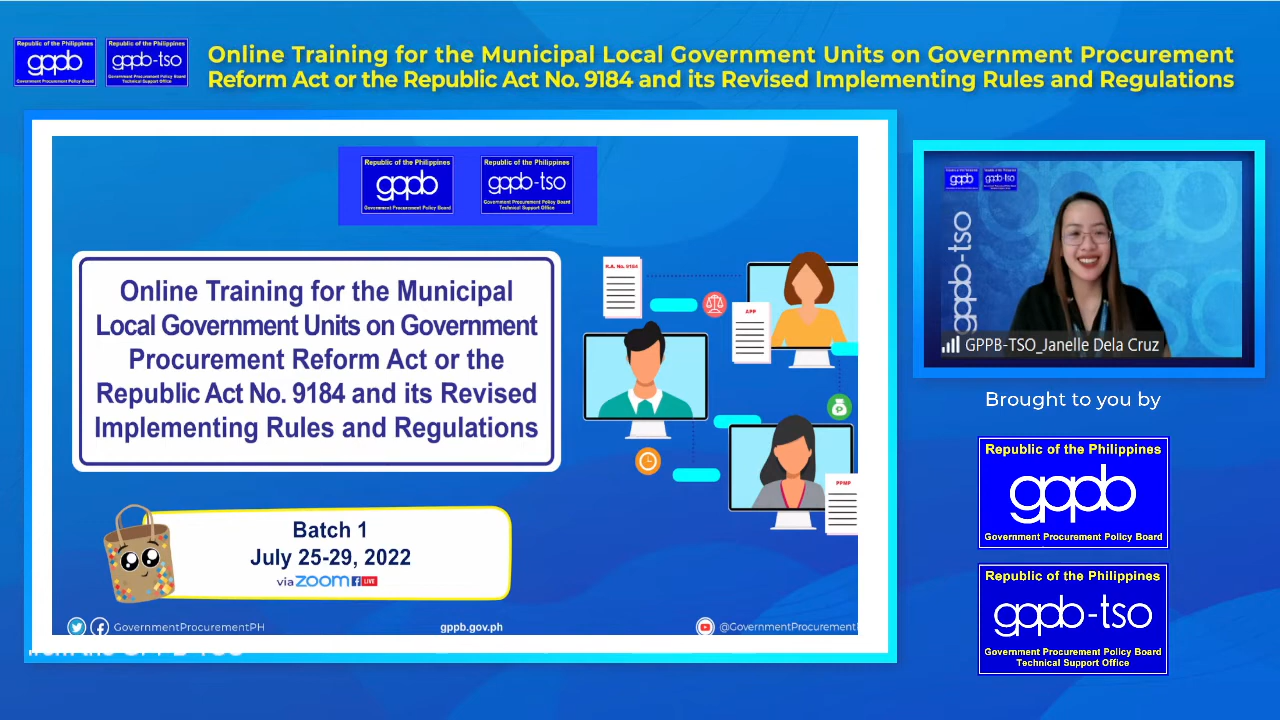 Republic of the Philippines
gppb
Government Procurement Policy Board
Republic of the Philippines
gppb-tso
Government Procurement Policy Board
Technical Support Office
Online Training for the Municipal Local Government Units on Government Procurement
Reform Act or the Republic Act No. 9184 and its Revised Implementing Rules and Regulations
Republic of the Philippines
gppb
Government Procurement Policy Board
Republic of the Philippines
gppb-tso
Government Procurement Policy Board
Technical Support Office
Online Training for the Municipal
Local Government Units on Government
Procurement Reform Act or the
Republic Act No. 9184 and its Revised
Implementing Rules and Regulations
R.A. No. 9184
APP
PPMP
Batch 1
July 25-29, 2022
via zoom f LIVE
GovernmentProcurementPH
gppb.gov.ph
@GovernmentProcurement
gppb
gppb-tso
gppb-tso
GPPB-TSO_Janelle Dela Cruz
Brought to you by
Republic of the Philippines
gppb
Government Procurement Policy Board
Republic of the Philippines
gppb-tso
Government Procurement Policy Board
Technical Support Office